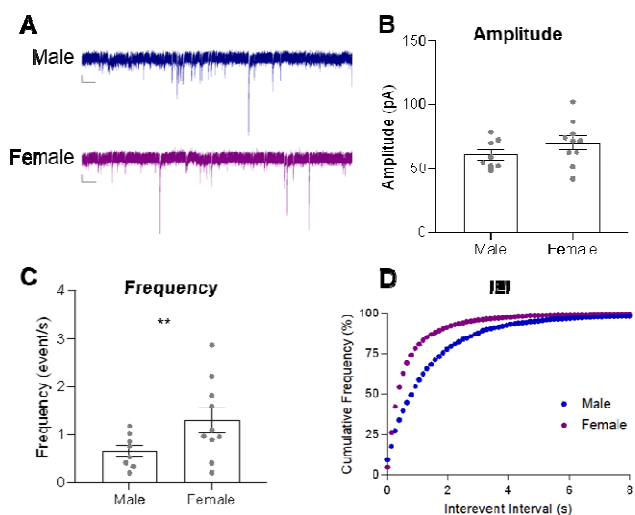 A
Male
Female
B
Amplitude
Amplitude (pA)
150
100
50
0
Male
Female
C
Frequency
Frequency (event/s)
4
3
2
1
0
**
Male
Female
D
IEI
Cumulative Frequency (%)
100
75
50
25
0
Male
Female
0
2
4
6
8
Interevent Interval (s)